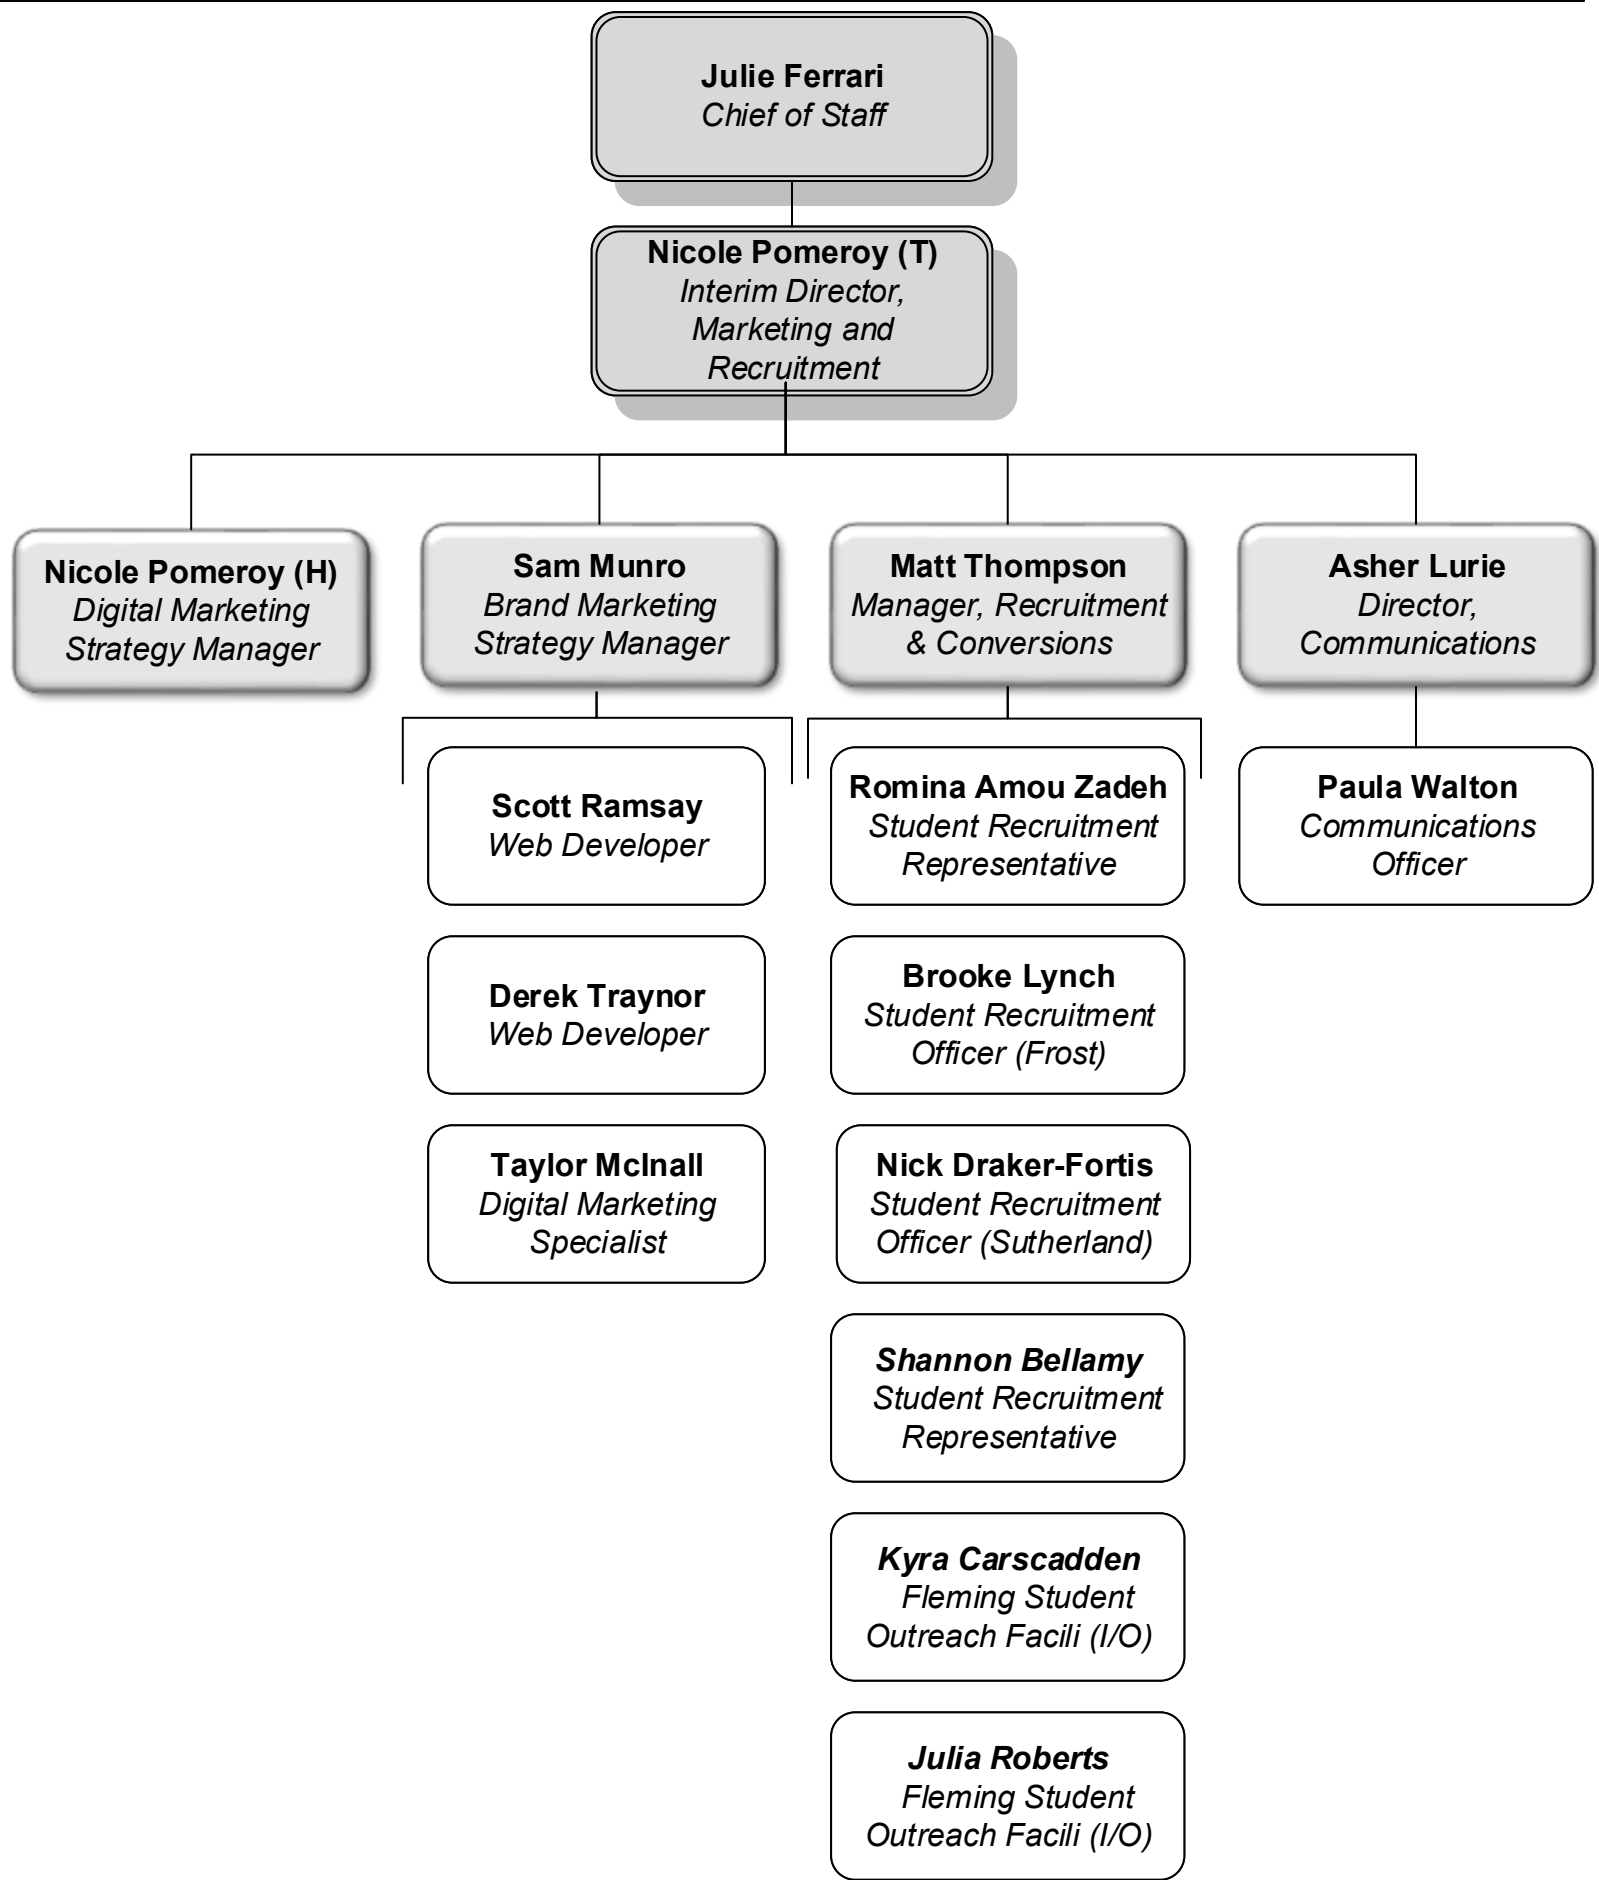 Julie Ferrari
Chief of Staff
Nicole Pomeroy (T)
Interim Director,
Marketing and
Recruitment
Nicole Pomeroy (H)
Digital Marketing
Strategy Manager
Sam Munro
Brand Marketing
Strategy Manager
Matt Thompson
Manager, Recruitment
& Conversions
Asher Lurie
Director,
Communications
Scott Ramsay
Web Developer
Derek Traynor
Web Developer
Taylor McInall
Digital Marketing
Specialist
Romina Amou Zadeh
Student Recruitment
Representative
Brooke Lynch
Student Recruitment
Officer (Frost)
Nick Draker-Fortis
Student Recruitment
Officer (Sutherland)
Shannon Bellamy
Student Recruitment
Representative
Kyra Carscadden
Fleming Student
Outreach Facili (I/O)
Julia Roberts
Fleming Student
Outreach Facili (I/O)
Paula Walton
Communications
Officer